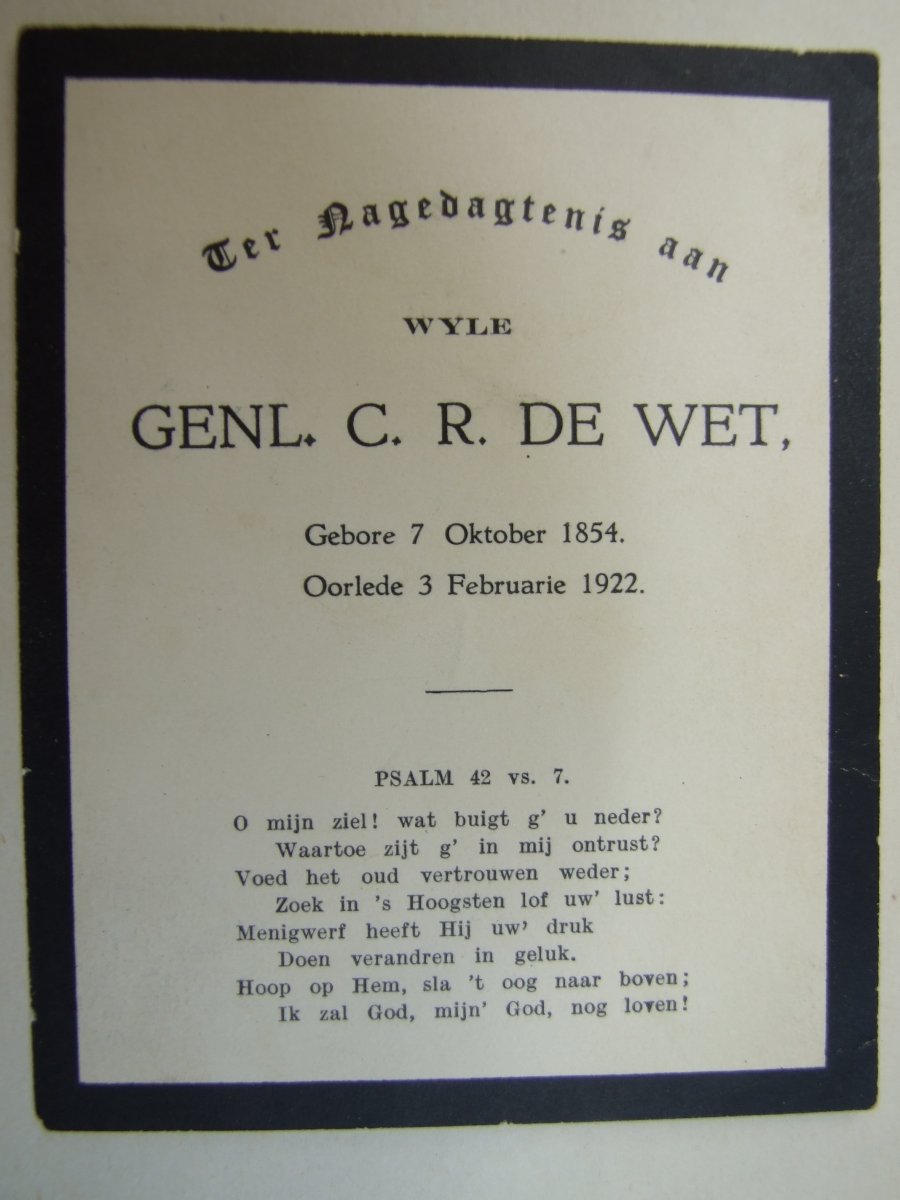 Ter Nagedagtenis aan
WYLE
GENL. C. R. DE WET,
Gebore 7 Oktober 1854.
Oorlede 3 Februarie 1922.
PSALM 42 vs. 7.
O mijn ziel! wat buigt g' u neder?
Waartoe zijt g' in mij ontrust?
Voed het oud vertrouwen weder;
Zoek in 's Hoogsten lof uw' lust:
Menigwerf heeft Hij uw' druk
Doen verandren in geluk.
Hoop op Hem, sla 't oog naar boven;
Ik zal God, mijn' God, nog loven!